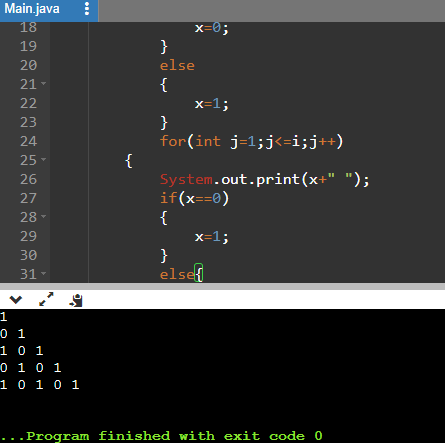 Main.java
18 x=0;
19 }
20 else
21 {
22 x=1;
23 }
24 for(int j=1;j<=i;j++)
25 {
26 System.out.print(x+" ");
27 if(x==0)
28 {
29 x=1;
30 }
31 else{
1
0 1
1 0 1
0 1 0 1
1 0 1 0 1
...Program finished with exit code 0